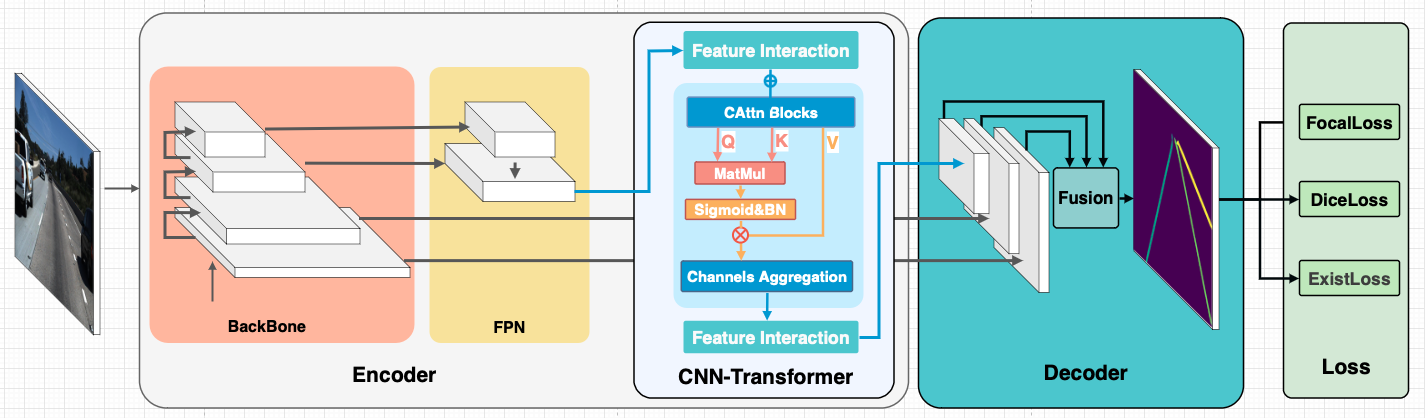 BackBone
FPN
Encoder
Feature Interaction
CAttn Blocks
Q
K
V
MatMul
Sigmoid&BN
Channels Aggregation
Feature Interaction
CNN-Transformer
Fusion
Decoder
FocalLoss
DiceLoss
ExistLoss
Loss